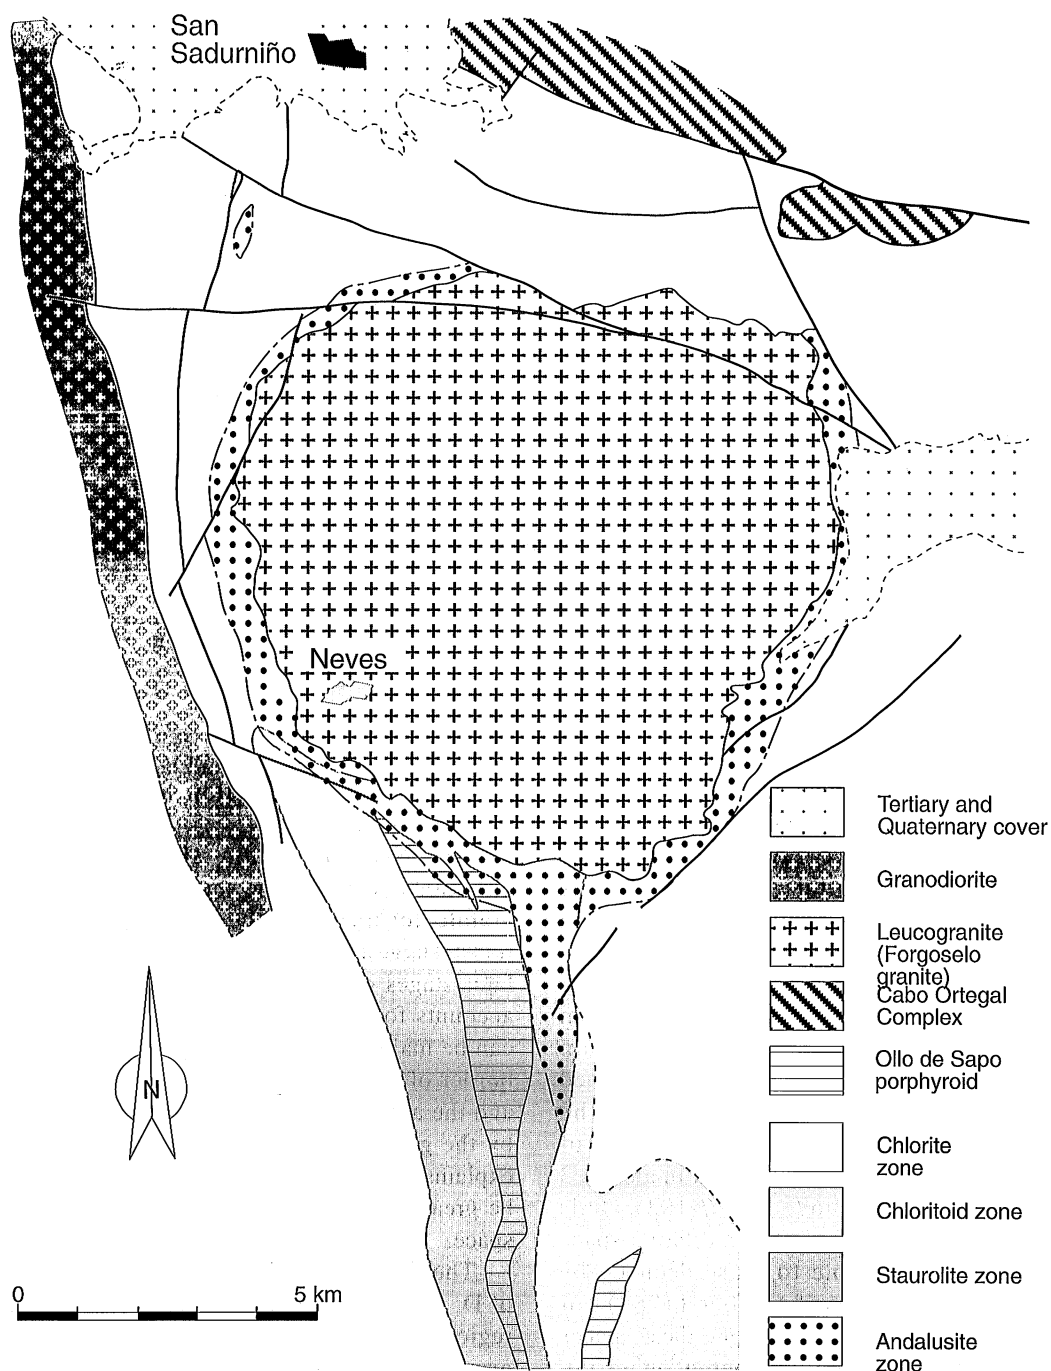 San
Sadurniño
Neves
Tertiary and
Quaternary cover
Granodiorite
Leucogranite
(Forgoselo
granite)
Cabo Ortegal
Complex
Ollo de Sapo
porphyroid
Chlorite
zone
Chloritoid zone
Staurolite zone
Andalusite
zone
N
0 5 km